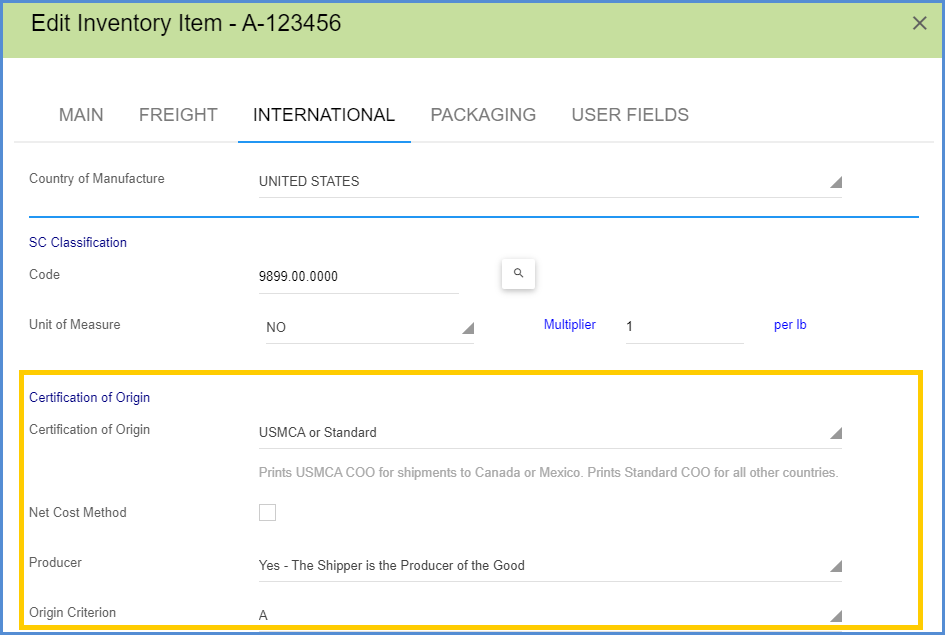 Edit Inventory Item - A-123456
MAIN FREIGHT INTERNATIONAL PACKAGING USER FIELDS
Country of Manufacture UNITED STATES
SC Classification
Code 9899.00.0000
Unit of Measure NO Multiplier 1 per lb
Certification of Origin
Certification of Origin USMCA or Standard
Prints USMCA COO for shipments to Canada or Mexico. Prints Standard COO for all other countries.
Net Cost Method
Producer Yes - The Shipper is the Producer of the Good
Origin Criterion A